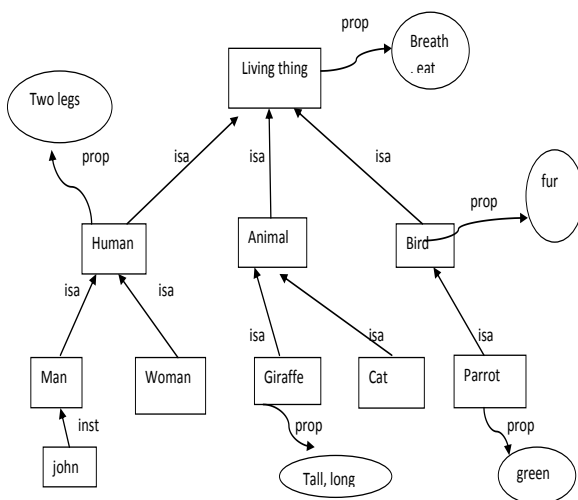 prop
Breath
, eat
Living thing
Two legs
isa
isa
isa
prop
prop
fur
Human
Animal
Bird
isa
isa
isa
isa
isa
Man
Woman
Giraffe
Cat
Parrot
inst
prop
prop
john
Tall, long
green